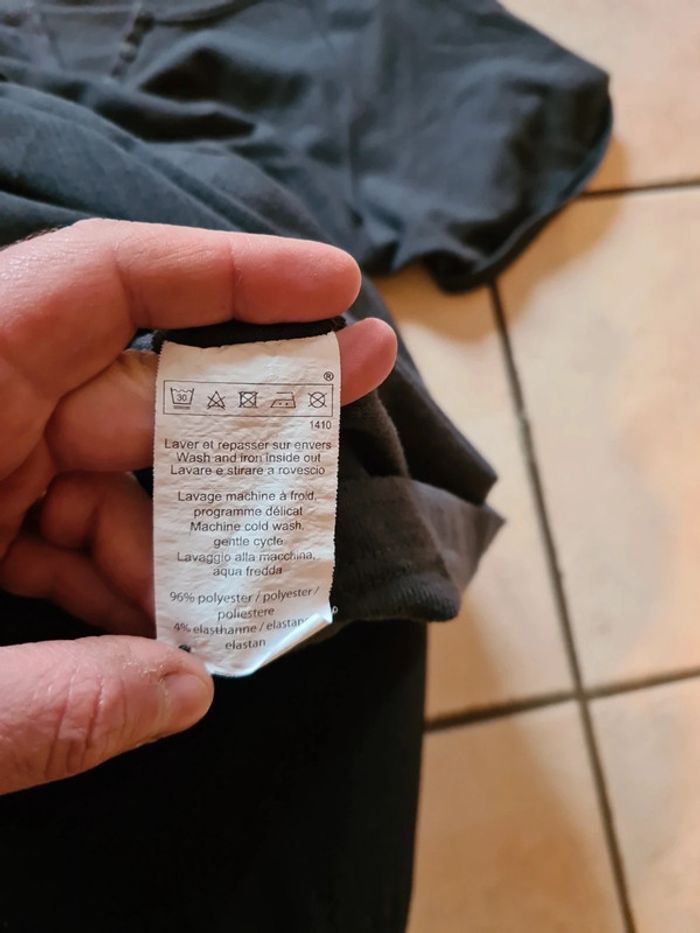 ®
30
1410
Laver et repasser sur envers
Wash and iron inside out
Lavare e stirare a rovescio
Lavage machine à froid,
programme délicat
Machine cold wash,
gentle cycle
Lavaggio alla macchina,
aqua fredda
96% polyester / polyester /
poliestere
4% elasthanne / elastan
elastan